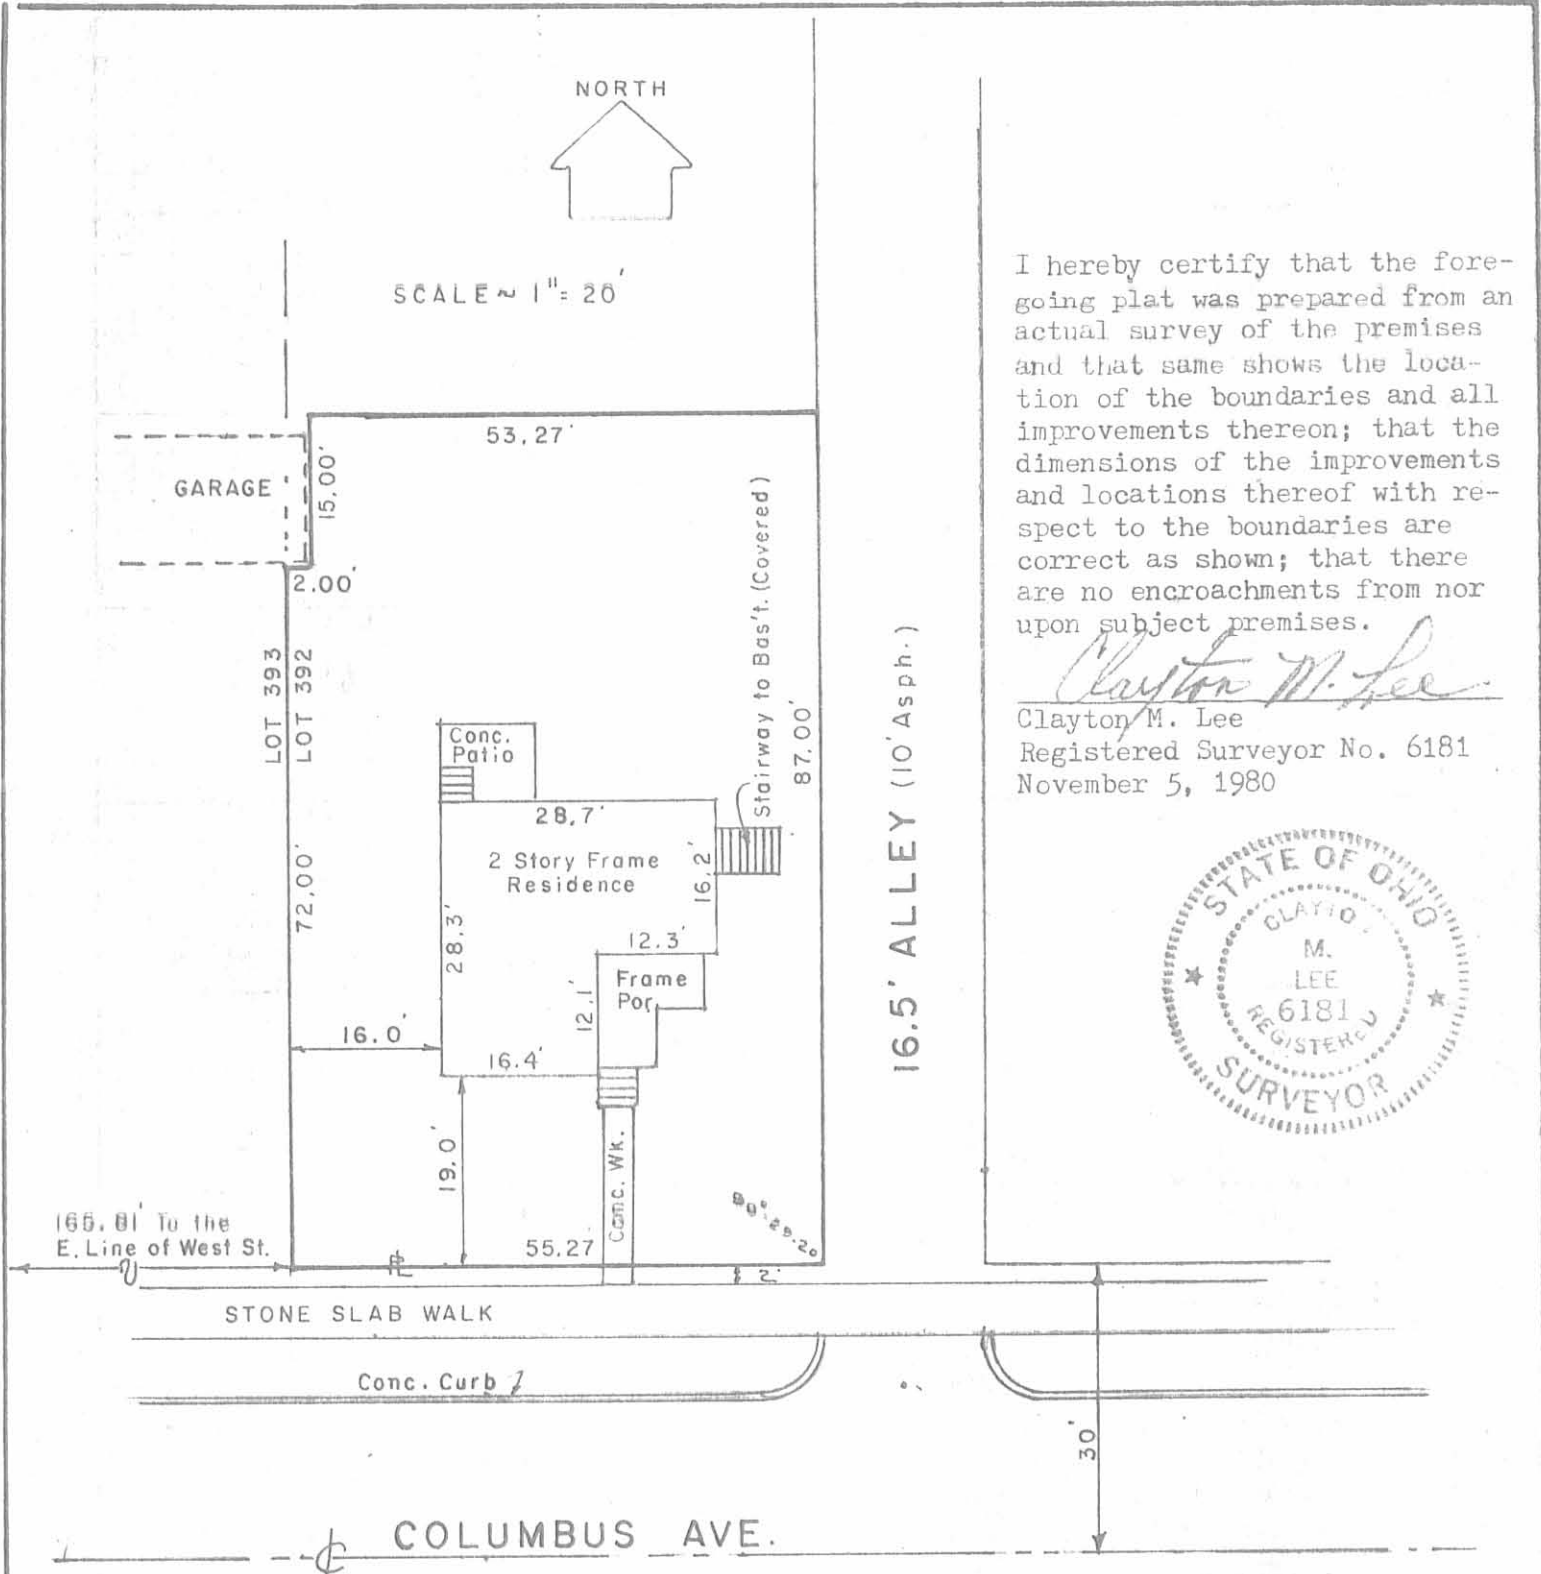 NORTH
SCALE ~ 1" = 20'
53.27'
GARAGE
15.00'
2.00'
LOT 393
LOT 392
72.00'
Stairway to Bas't. (Covered)
87.00'
16.5' ALLEY (10' Asph.)
Conc.
Patio
28.7'
2 Story Frame
Residence
16.2'
28.3'
12.3'
Frame
Por.
12.1'
16.0'
16.4'
19.0'
Conc. Wk.
To the
E. Line of West St.
55.27
2'
STONE SLAB WALK
Conc. Curb
30'
COLUMBUS AVE.
I hereby certify that the fore-
going plat was prepared from an
actual survey of the premises
and that same shows the loca-
tion of the boundaries and all
improvements thereon; that the
dimensions of the improvements
and locations thereof with re-
spect to the boundaries are
correct as shown; that there
are no encroachments from nor
upon subject premises.
Clayton M. Lee
Clayton M. Lee
Registered Surveyor No. 6181
November 5, 1980
STATE OF OHIO
M.
LEE
6181
REGISTERED
SURVEYOR